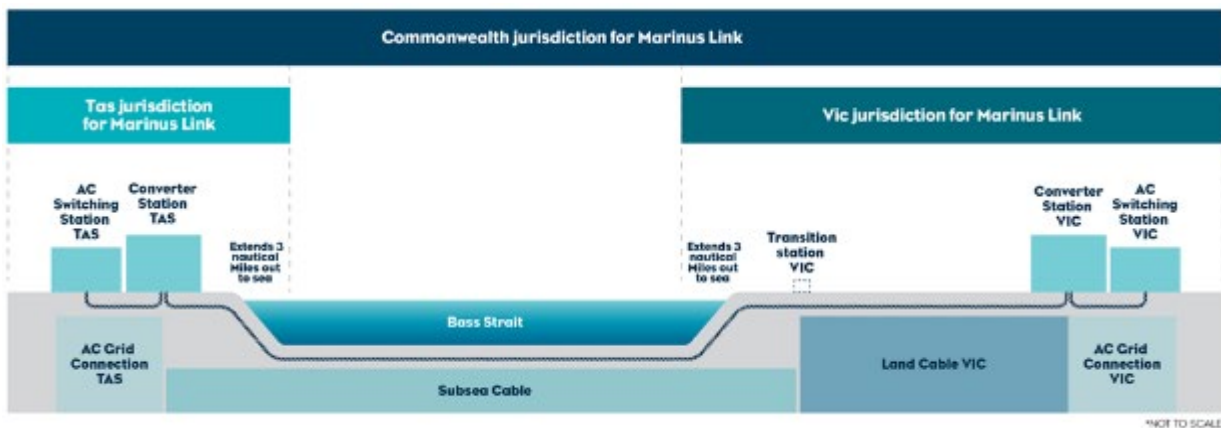 Commonwealth jurisdiction for Marinus Link
Tas jurisdiction
for Marinus Link
Vic jurisdiction for Marinus Link
AC
Switching
Station
TAS
Converter
Station
TAS
Extends 3
nautical
Miles out
to sea
Extends 3
nautical
Miles out
to sea
Transition
station
VIC
Converter
Station
VIC
AC
Switching
Station
VIC
Bass Strait
AC Grid
Connection
TAS
Subsea Cable
Land Cable VIC
AC Grid
Connection
VIC
*NOT TO SCALE